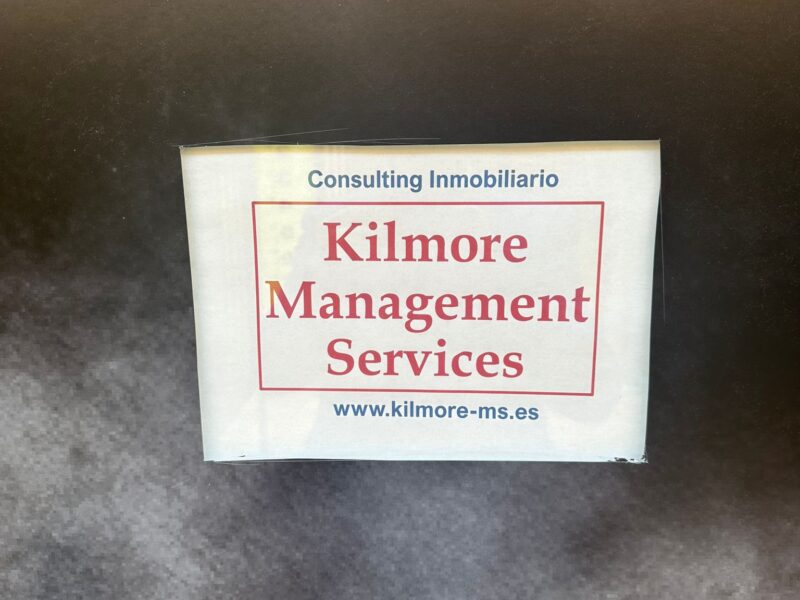 Consulting Inmobiliario
Kilmore
Management
Services
www.kilmore-ms.es